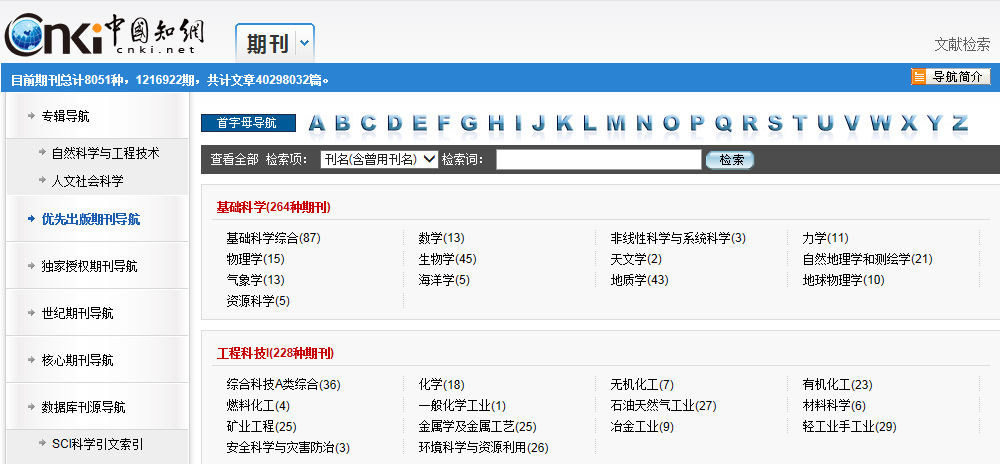 Cnki中國知網
cnki.net
期刊
文献检索
目前期刊总计8051种，1216922期，共计文章40298032篇。
导航简介
专辑导航
自然科学与工程技术
人文社会科学
优先出版期刊导航
独家授权期刊导航
世纪期刊导航
核心期刊导航
数据库刊源导航
SCI科学引文索引
首字母导航 A B C D E F G H I J K L M N O P Q R S T U V W X Y Z
查看全部 检索项： 刊名(含曾用刊名) 检索词： 检索
基础科学(264种期刊)
基础科学综合(87) 数学(13) 非线性科学与系统科学(3) 力学(11)
物理学(15) 生物学(45) 天文学(2) 自然地理学和测绘学(21)
气象学(13) 海洋学(5) 地质学(43) 地球物理学(10)
资源科学(5)
工程科技I(228种期刊)
综合科技A类综合(36) 化学(18) 无机化工(7) 有机化工(23)
燃料化工(4) 一般化学工业(1) 石油天然气工业(27) 材料科学(6)
矿业工程(25) 金属学及金属工艺(25) 冶金工业(9) 轻工业手工业(29)
安全科学与灾害防治(3) 环境科学与资源利用(26)